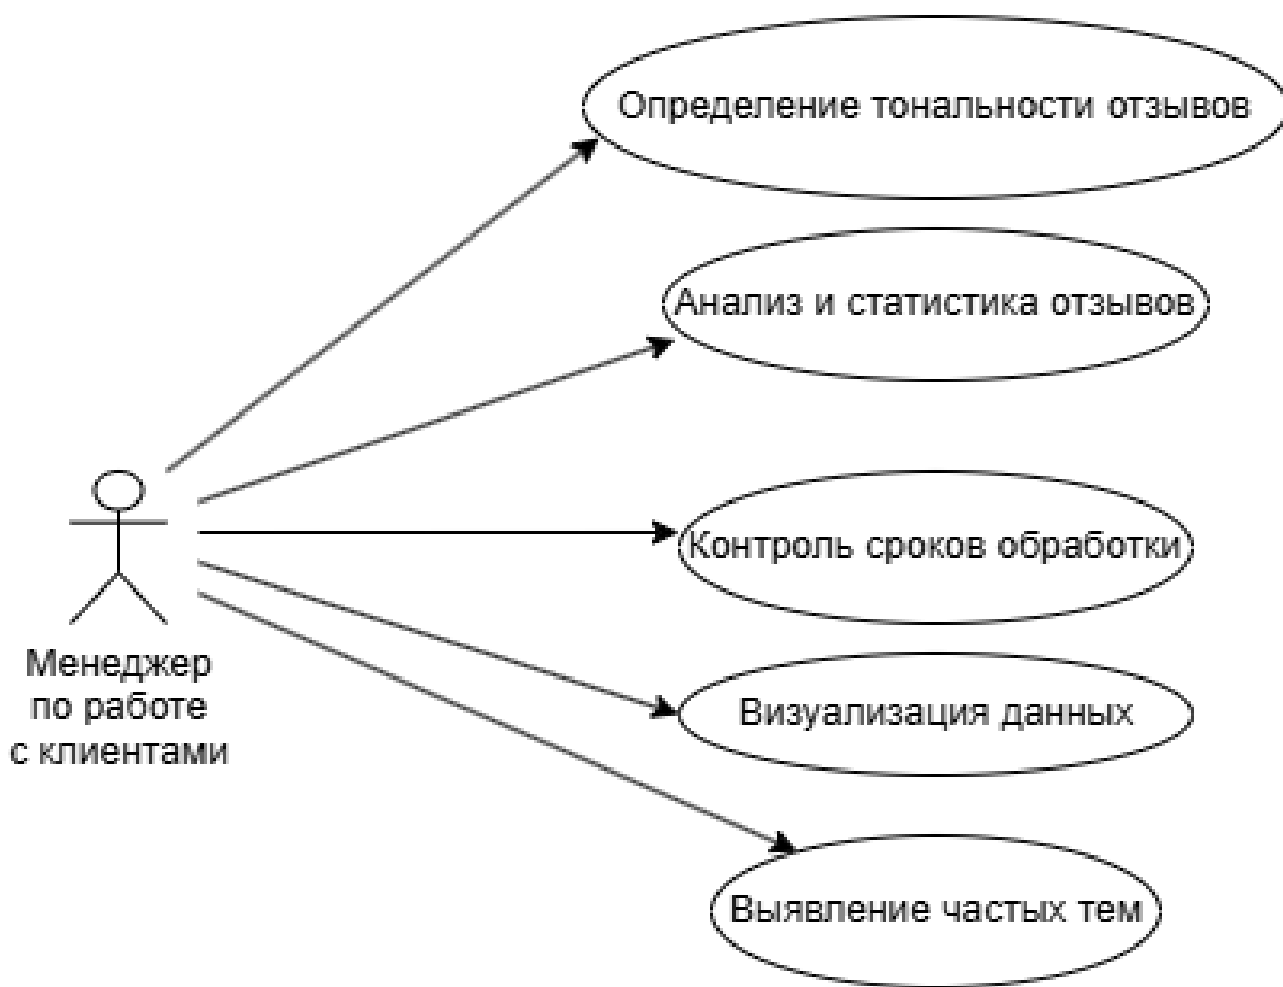 Определение тональности отзывов
Анализ и статистика отзывов
Контроль сроков обработки
Менеджер
по работе
с клиентами
Визуализация данных
Выявление частых тем